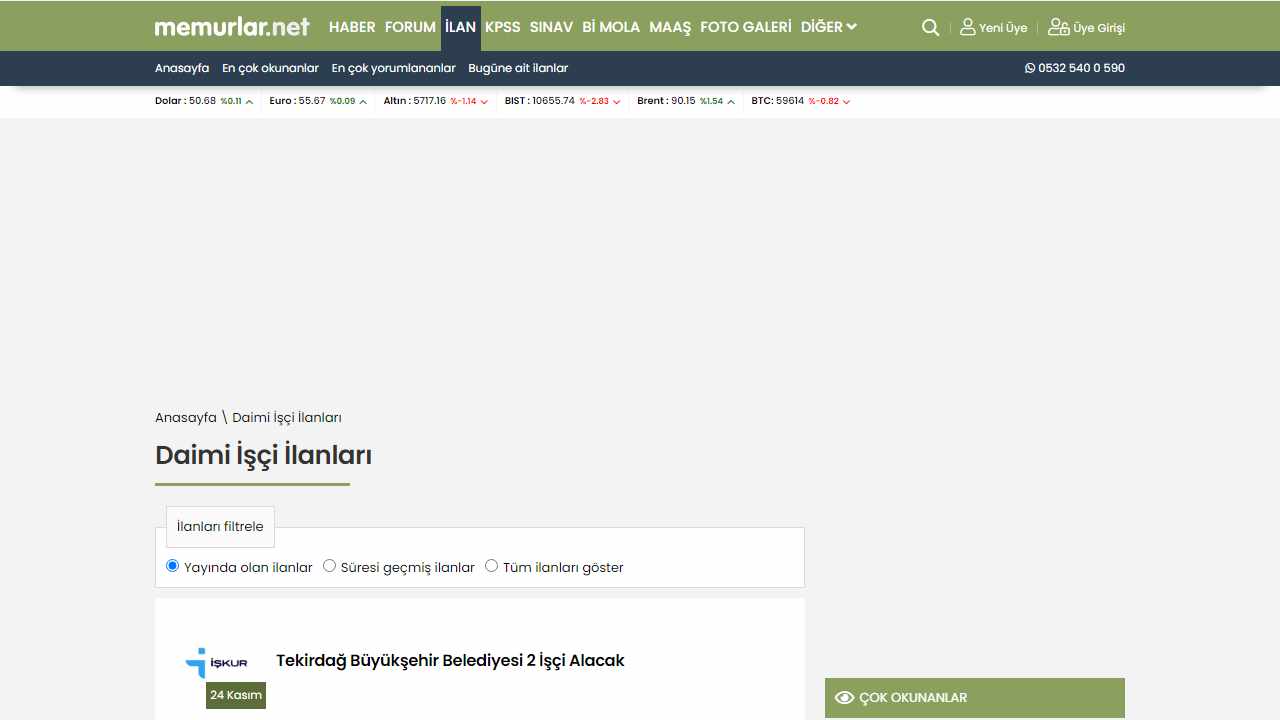 memurlar.net HABER FORUM İLAN KPSS SINAV Bİ MOLA MAAŞ FOTO GALERİ DİĞER Yeni Üye Üye Girişi
Anasayfa En çok okunanlar En çok yorumlananlar Bugüne ait ilanlar 0532 540 0 590
Dolar : 50.68 %0.11 Euro : 55.67 %0.09 Altın : 5717.16 %-1.14 BIST : 10655.74 %-2.83 Brent : 90.15 %1.54 BTC: 59614 %-0.82
Anasayfa \ Daimi İşçi İlanları
Daimi İşçi İlanları
İlanları filtrele
Yayında olan ilanlar Süresi geçmiş ilanlar Tüm ilanları göster
İŞKUR
Tekirdağ Büyükşehir Belediyesi 2 İşçi Alacak
24 Kasım
ÇOK OKUNANLAR